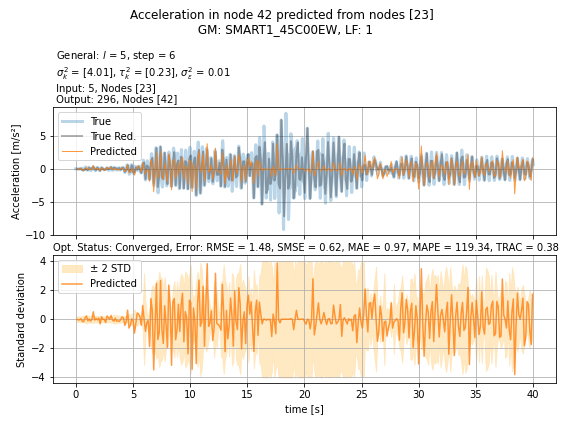 Acceleration in node 42 predicted from nodes [23]
GM: SMART1_45C00EW, LF: 1
General: l = 5, step = 6
σ²ₖ = [4.01], τ²ₖ = [0.23], σ²ε = 0.01
Input: 5, Nodes [23]
Output: 296, Nodes [42]
True
True Red.
Predicted
Acceleration [m/s²]
5
0
−5
−10
Opt. Status: Converged, Error: RMSE = 1.48, SMSE = 0.62, MAE = 0.97, MAPE = 119.34, TRAC = 0.38
± 2 STD
Predicted
Standard deviation
4
2
0
−2
−4
0 5 10 15 20 25 30 35 40
time [s]